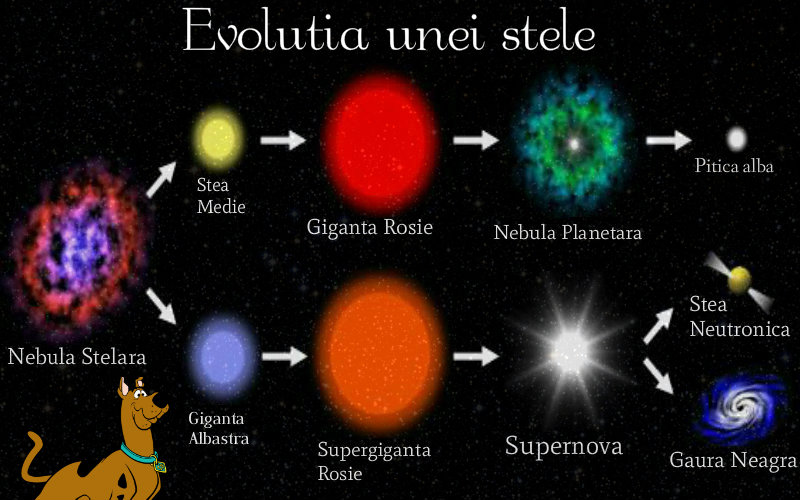 Evolutia unei stele
Stea
Medie
Giganta Rosie
Nebula Planetara
Pitica alba
Nebula Stelara
Giganta
Albastra
Supergiganta
Rosie
Supernova
Stea
Neutronica
Gaura Neagra